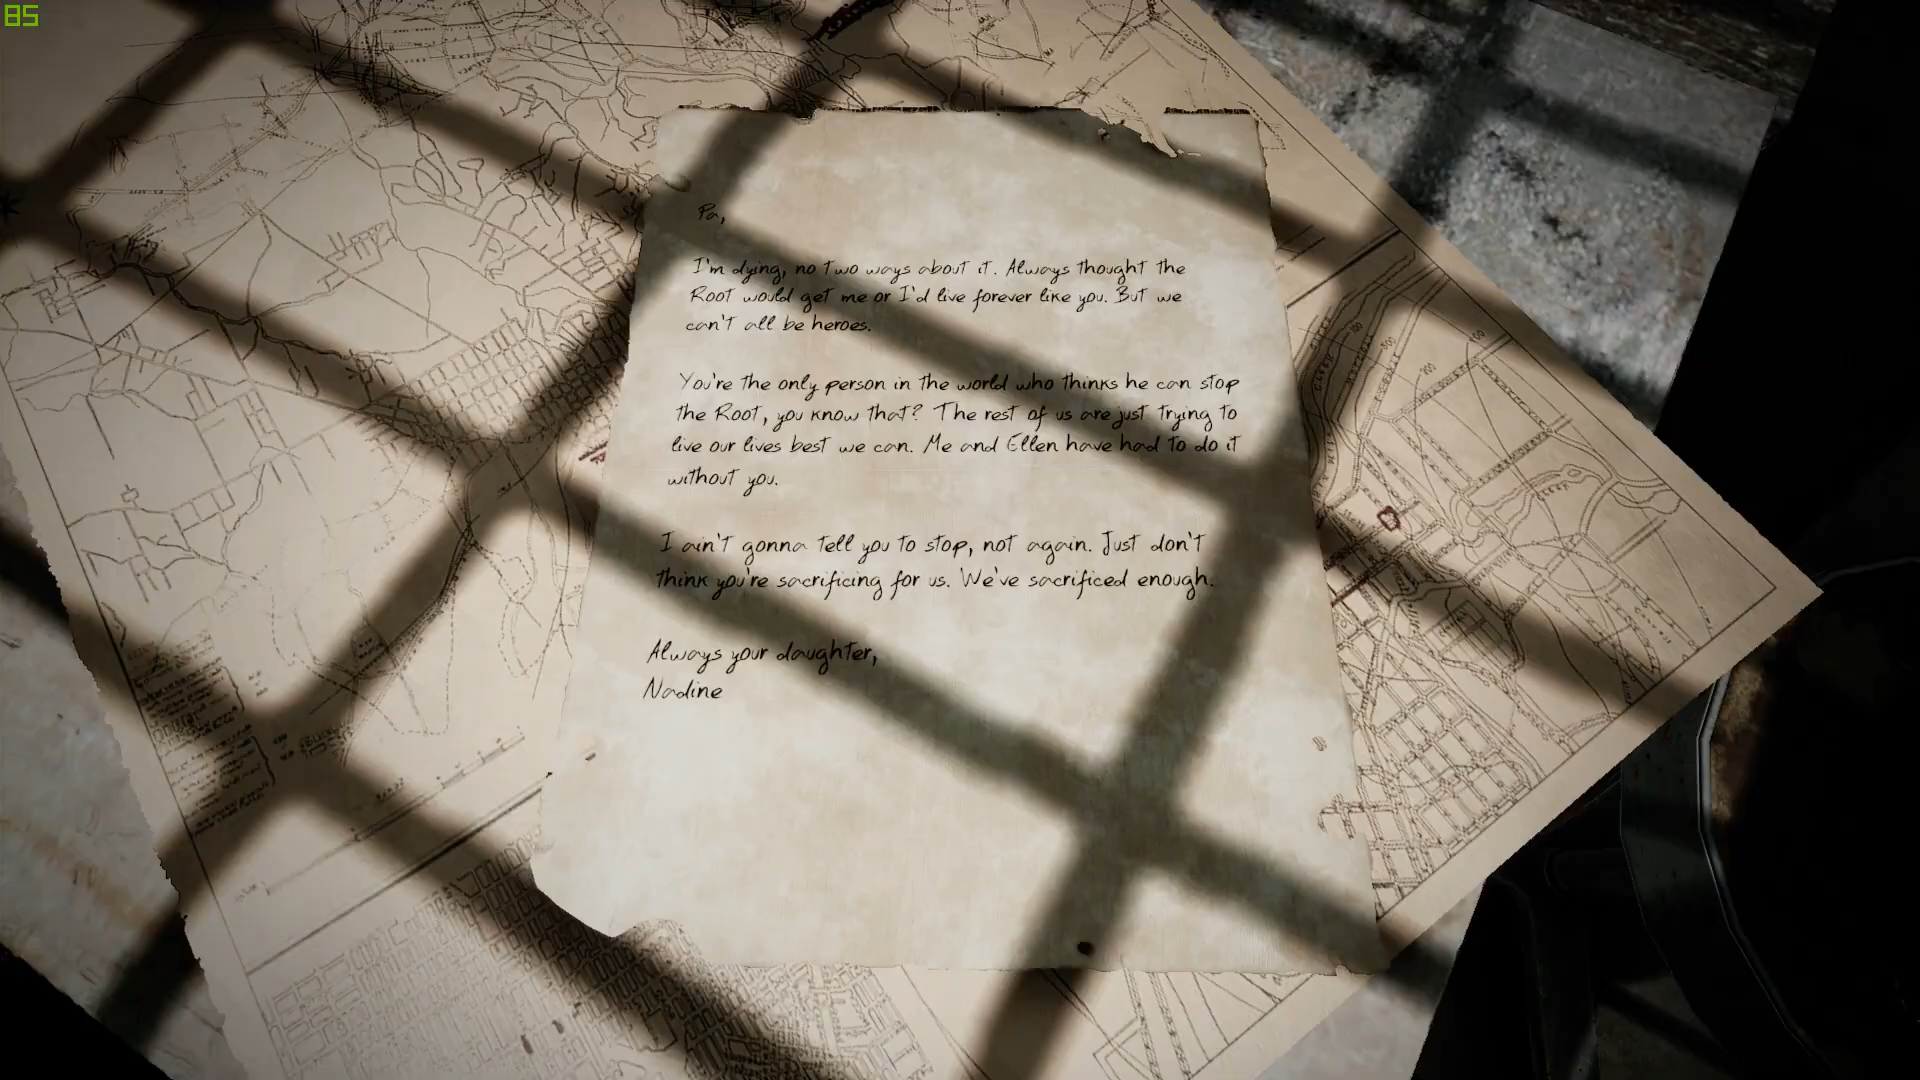 85
Pa,
I'm dying, no two ways about it. Always thought the
Root would get me or I'd live forever like you. But we
can't all be heroes.
You're the only person in the world who thinks he can stop
the Root, you know that? The rest of us are just trying to
live our lives best we can. Me and Ellen have had to do it
without you.
I ain't gonna tell you to stop, not again. Just don't
think you're sacrificing for us. We've sacrificed enough.
Always your daughter,
Nadine